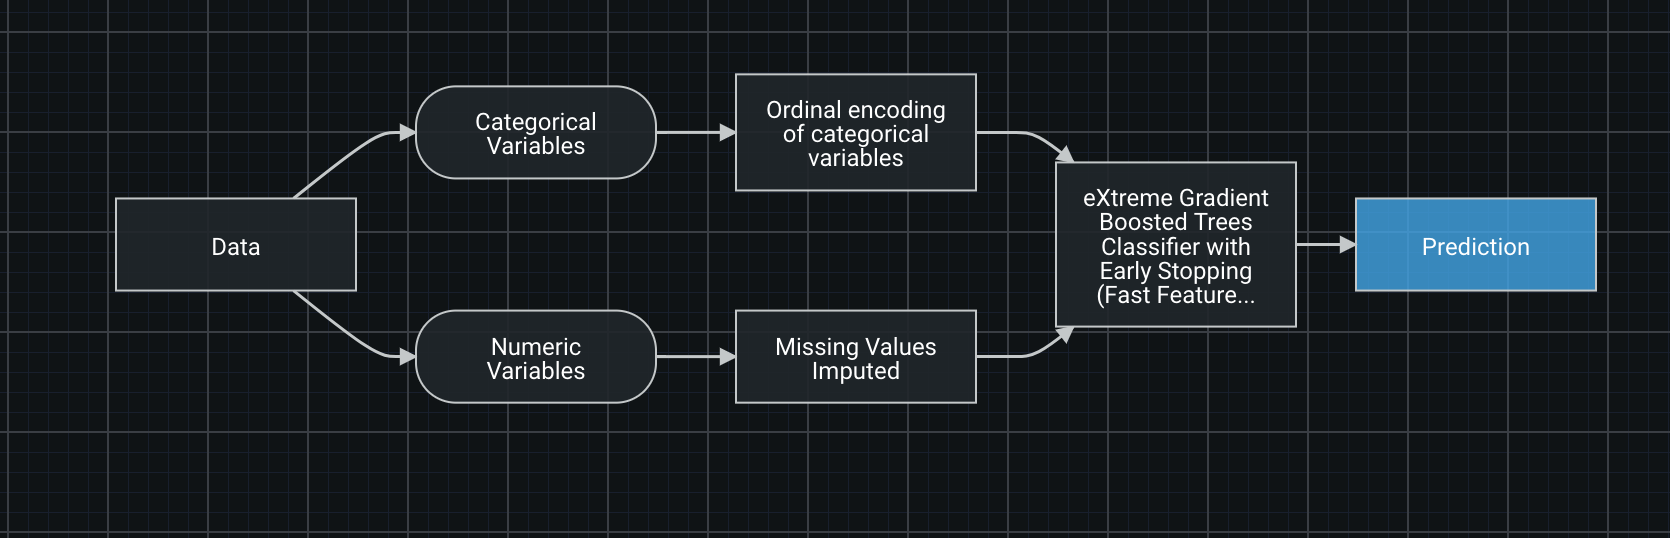 Data
Categorical
Variables
Ordinal encoding
of categorical
variables
Numeric
Variables
Missing Values
Imputed
eXtreme Gradient
Boosted Trees
Classifier with
Early Stopping
(Fast Feature...
Prediction